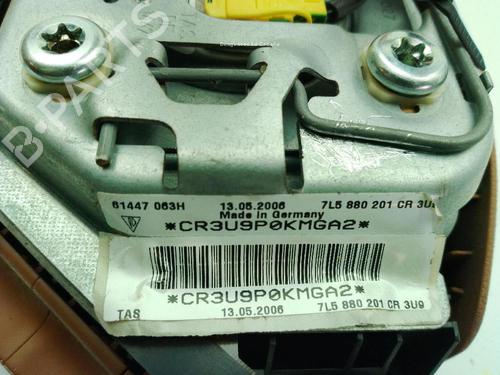 B-PARTS
TAS
61447 063H 13.05.2006 7L5 880 201 CR 3U9
Made in Germany
*CR3U9P0KMGA2*
*CR3U9P0KMGA2*
TAS 13.05.2006 7L5 880 201 CR 3U9